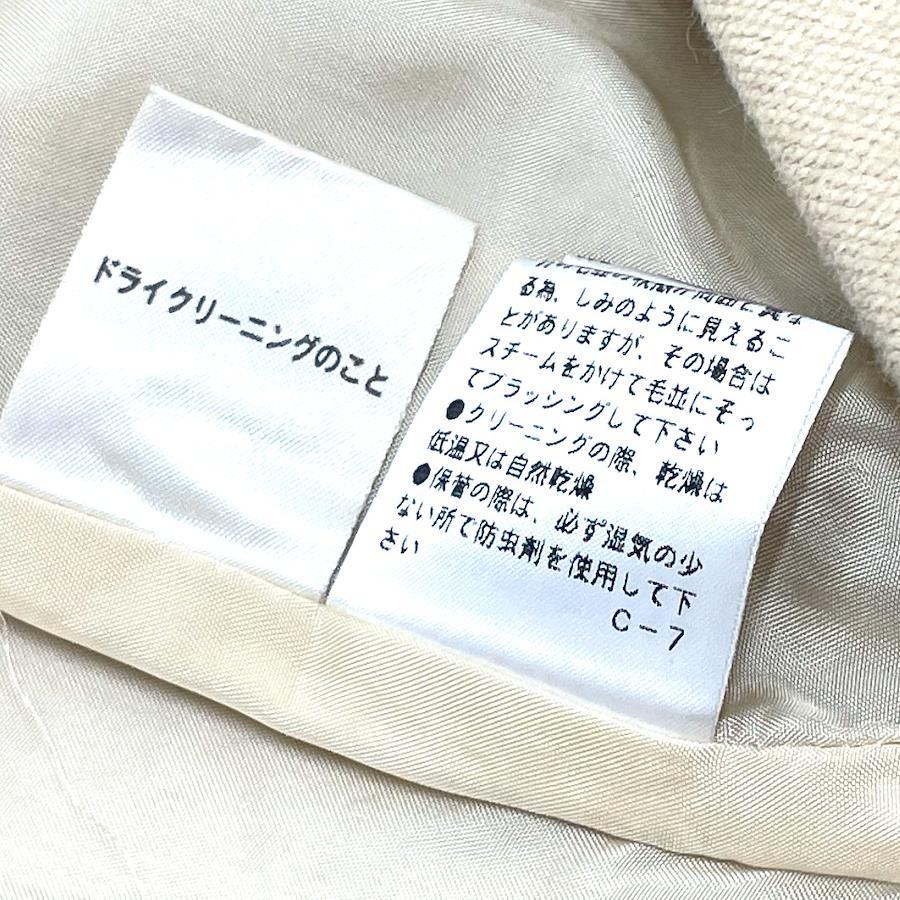 ドライクリーニングのこと
る為、しみのように見えるこ
とがありますが、その場合は
スチームをかけて毛並にそっ
てブラッシングして下さい
●クリーニングの際、乾燥は
低温又は自然乾燥
●保管の際は、必ず湿気の少
ない所で防虫剤を使用して下
さい
C-7